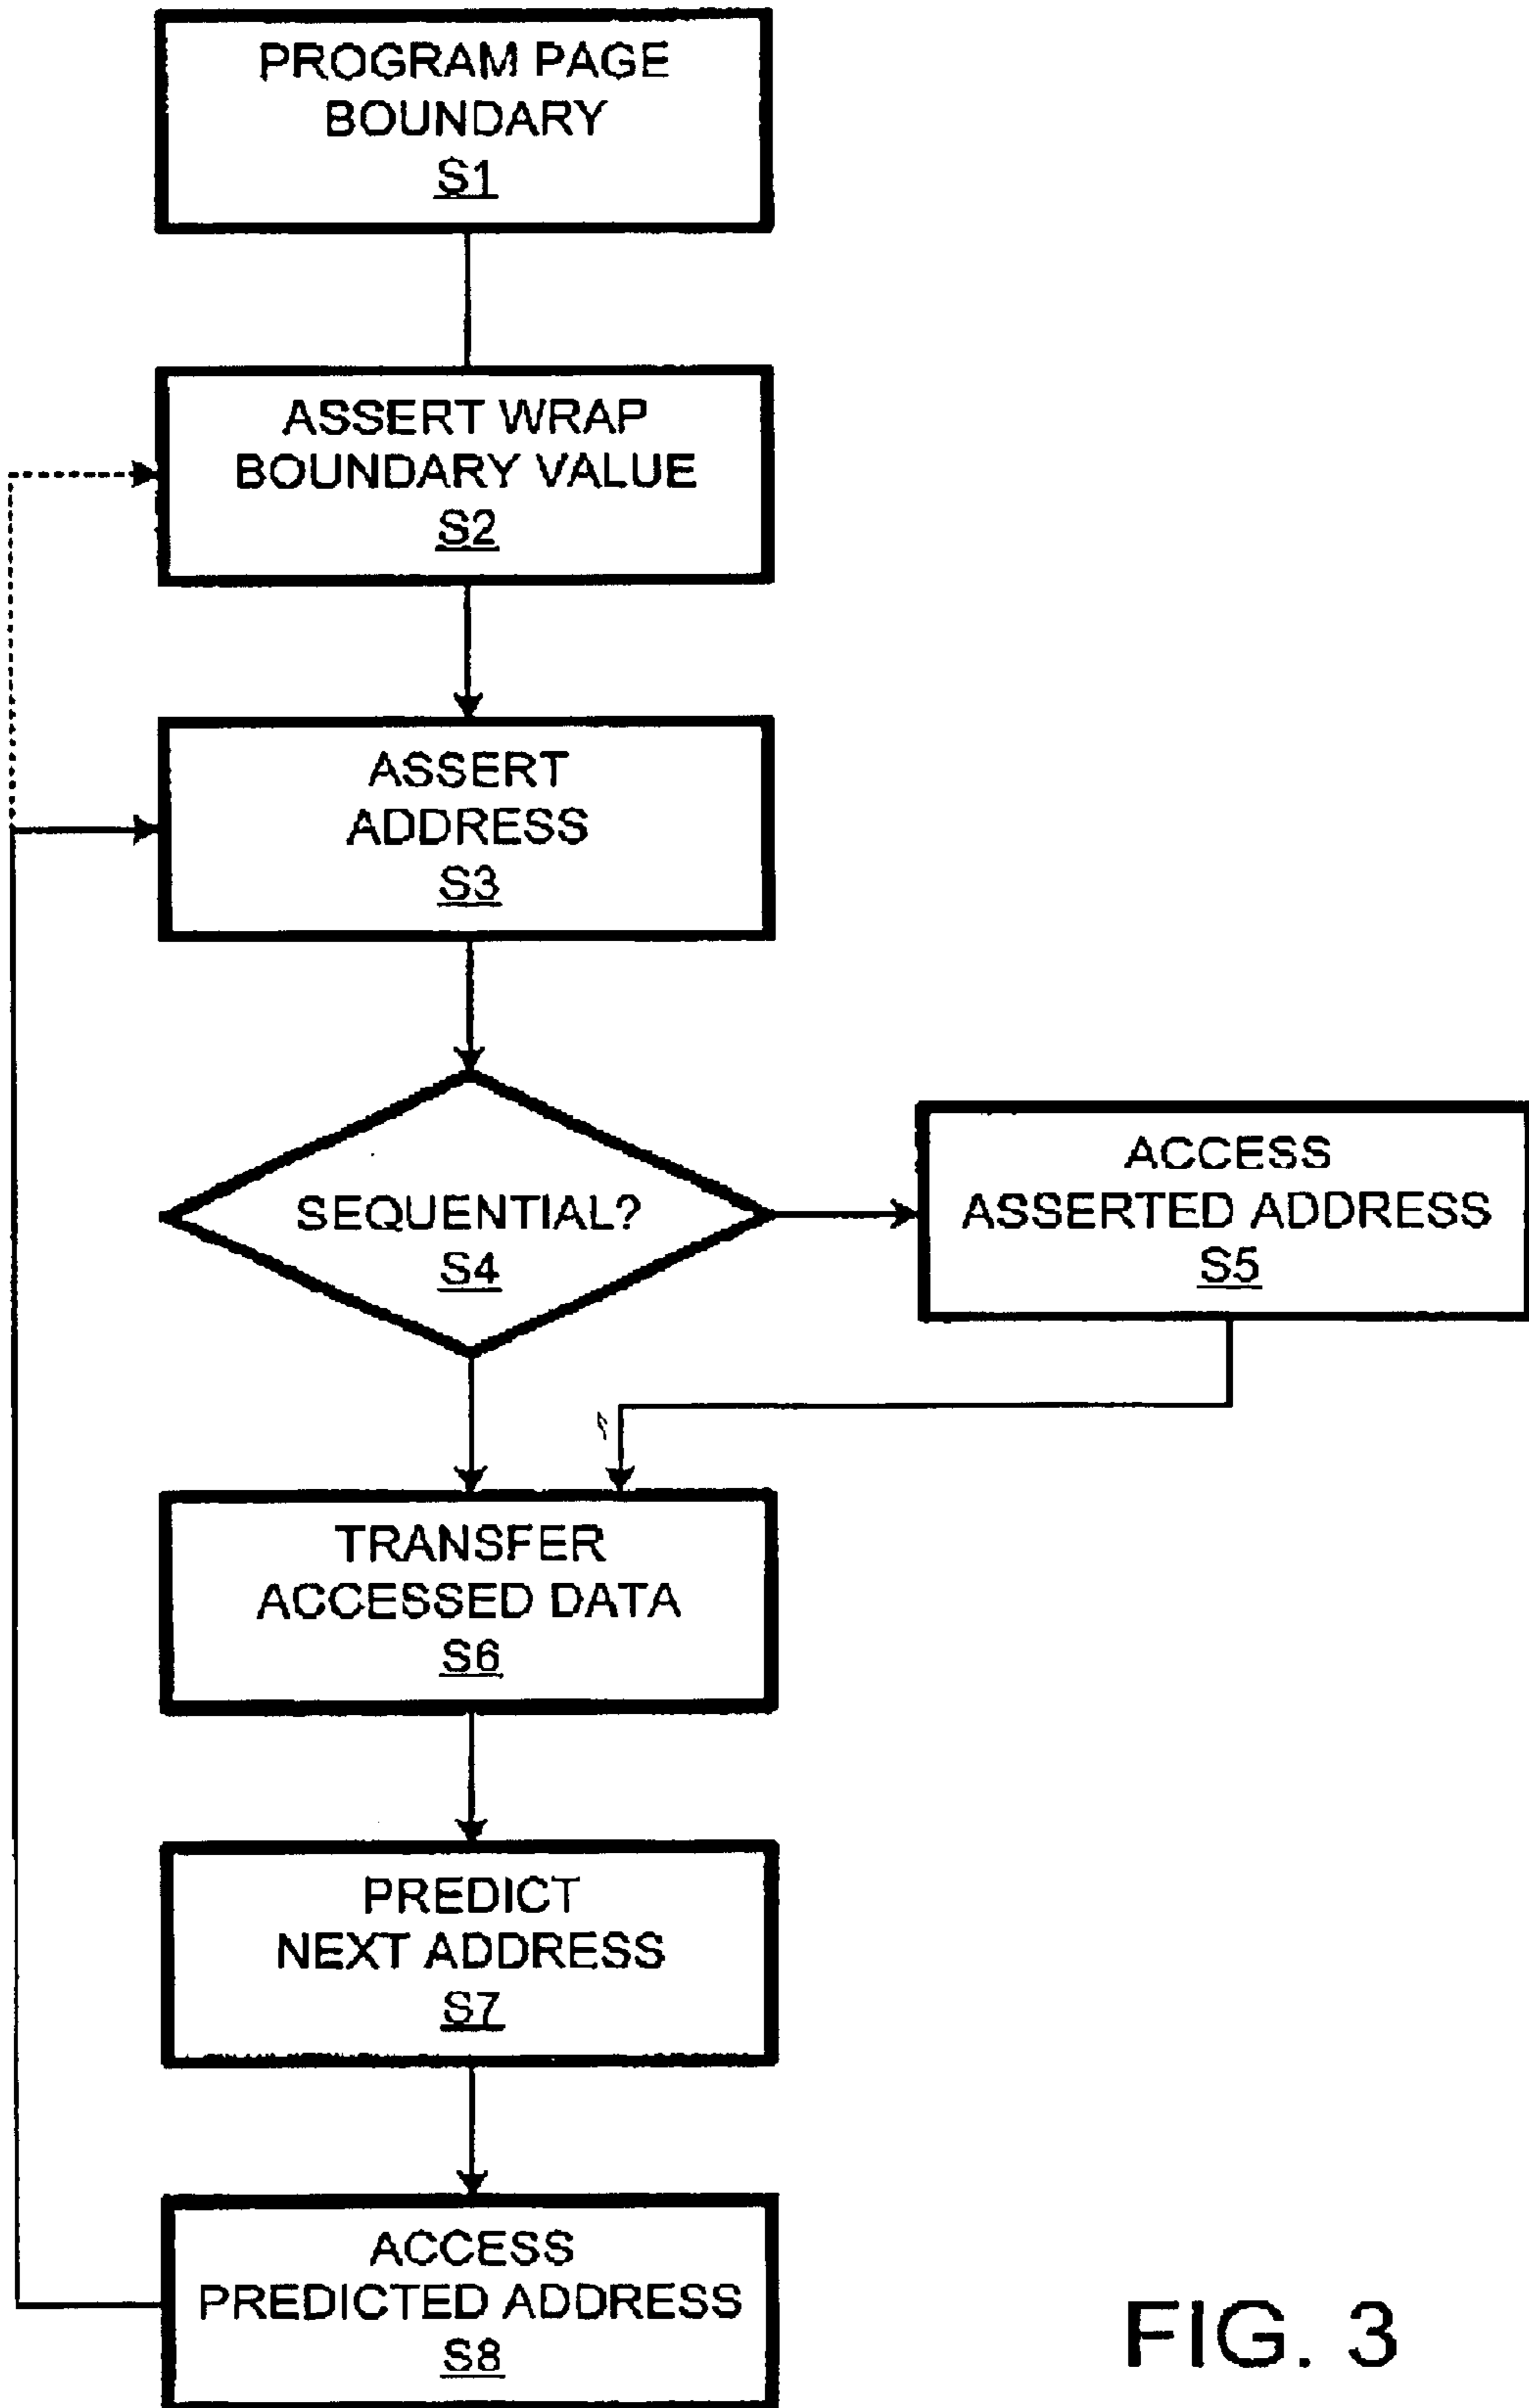 PROGRAM PAGE
BOUNDARY
S1
ASSERT WRAP
BOUNDARY VALUE
S2
ASSERT
ADDRESS
S3
SEQUENTIAL?
S4
ACCESS
ASSERTED ADDRESS
S5
TRANSFER
ACCESSED DATA
S6
PREDICT
NEXT ADDRESS
S7
ACCESS
PREDICTED ADDRESS
S8
FIG. 3